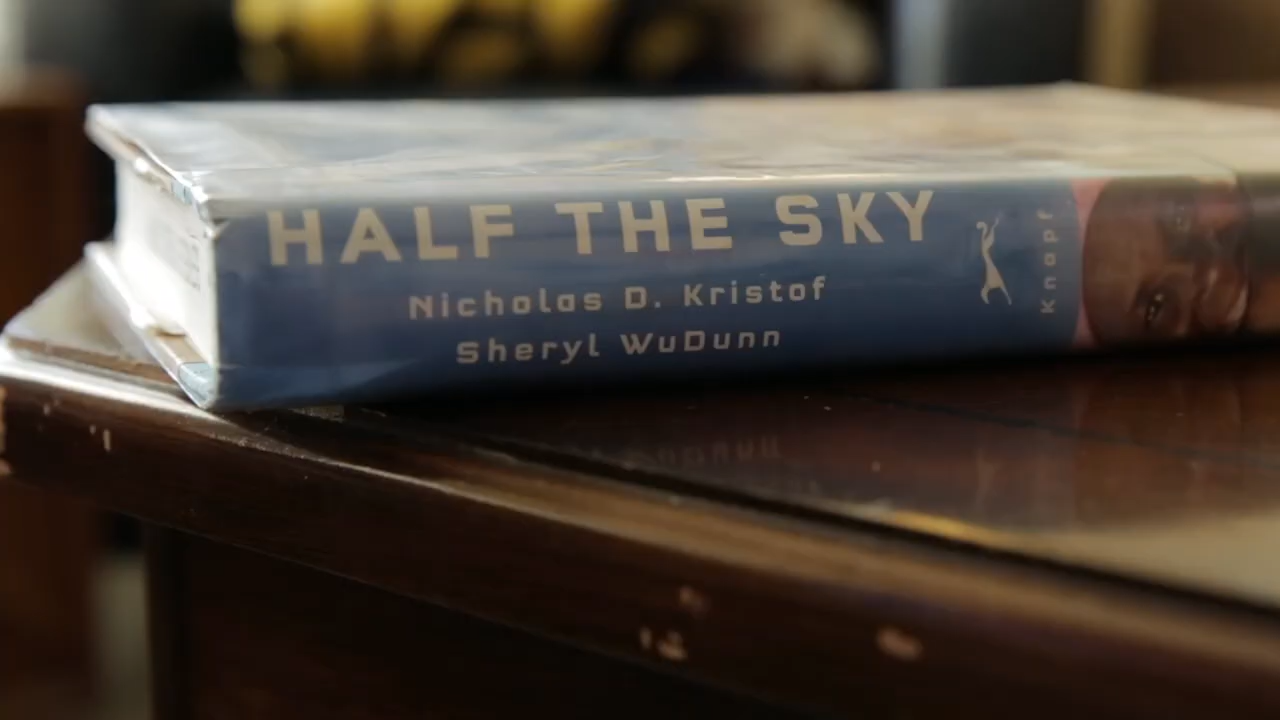 HALF THE SKY
Nicholas D. Kristof
Sheryl WuDunn
Knopf